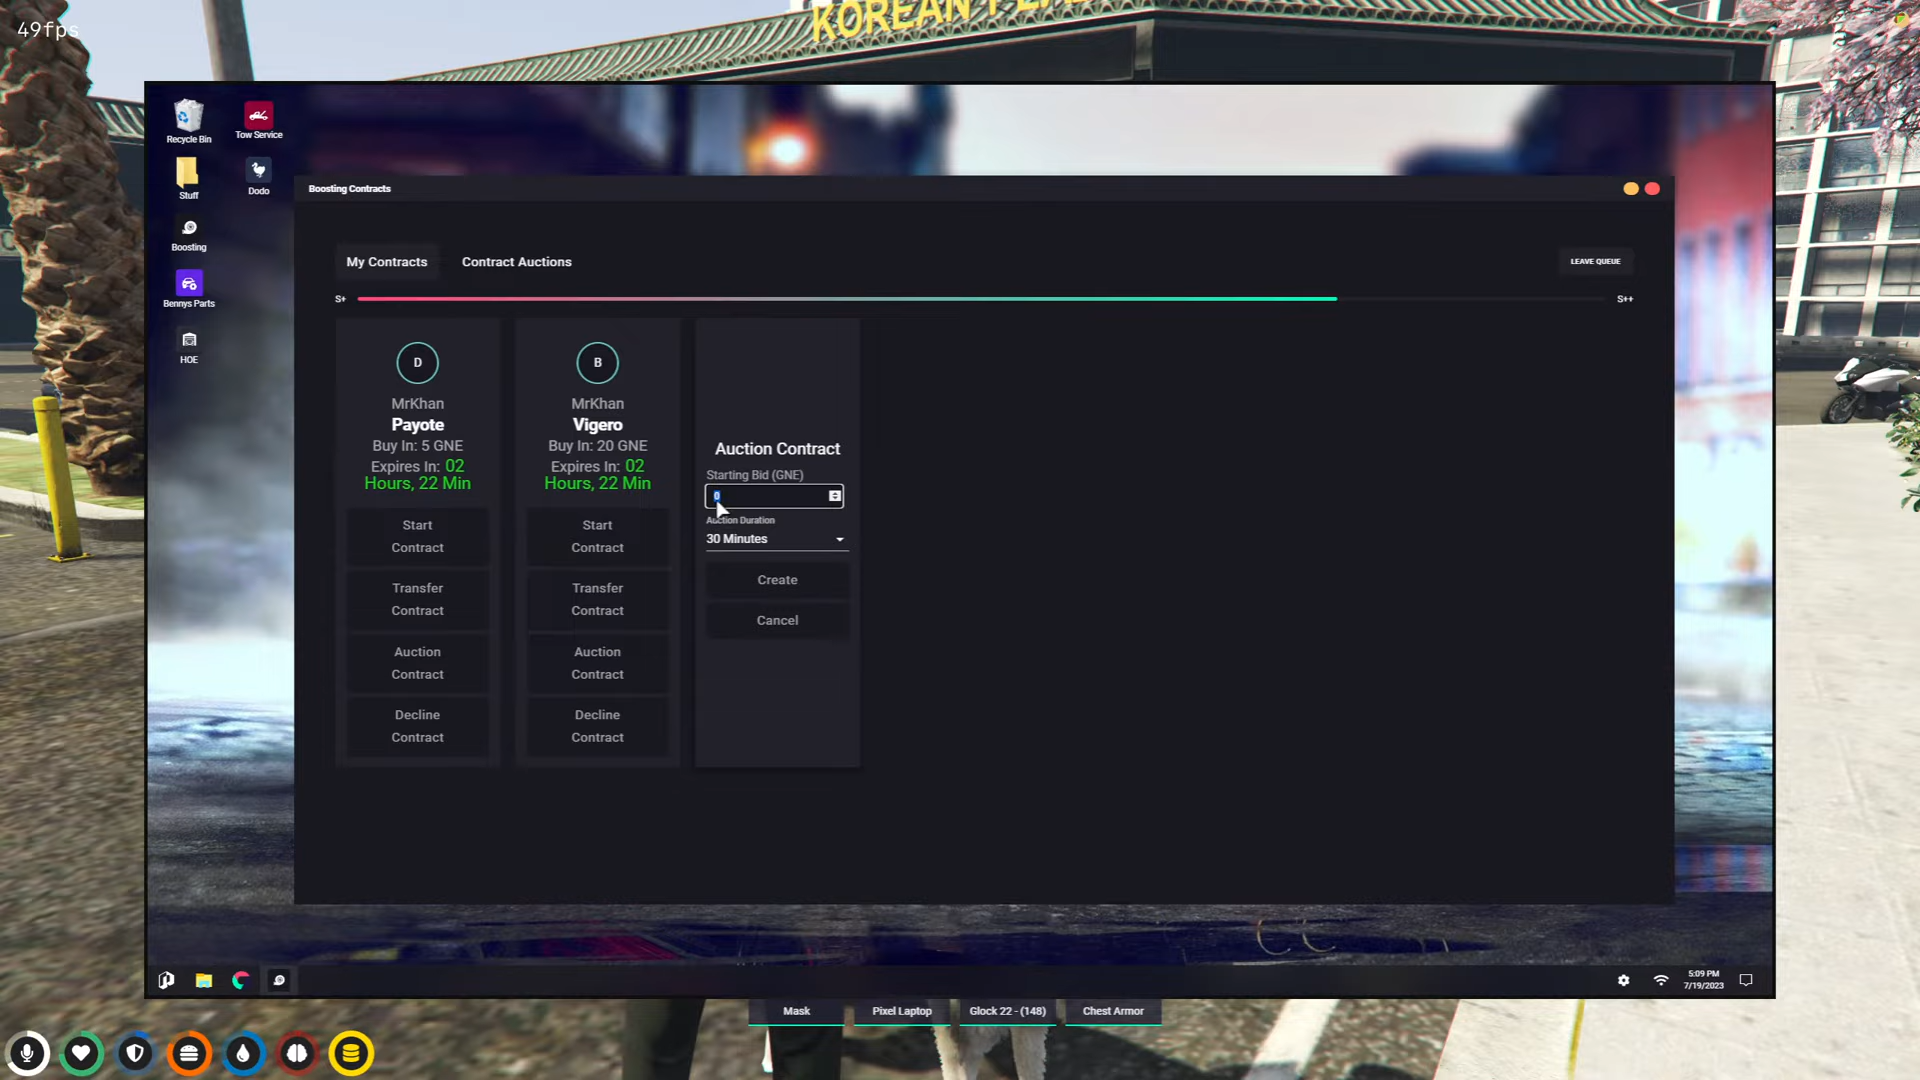 49fps
KOREAN
Recycle Bin
Tow Service
Stuff
Dodo
Boosting
Bennys Parts
HOE
Boosting Contracts
My Contracts
Contract Auctions
LEAVE QUEUE
S+
S++
D
MrKhan
Payote
Buy In: 5 GNE
Expires In: 02
Hours, 22 Min
Start
Contract
Transfer
Contract
Auction
Contract
Decline
Contract
B
MrKhan
Vigero
Buy In: 20 GNE
Expires In: 02
Hours, 22 Min
Start
Contract
Transfer
Contract
Auction
Contract
Decline
Contract
Auction Contract
Starting Bid (GNE)
0
Auction Duration
30 Minutes
Create
Cancel
5:09 PM
7/19/2023
Mask
Pixel Laptop
Glock 22 - (148)
Chest Armor